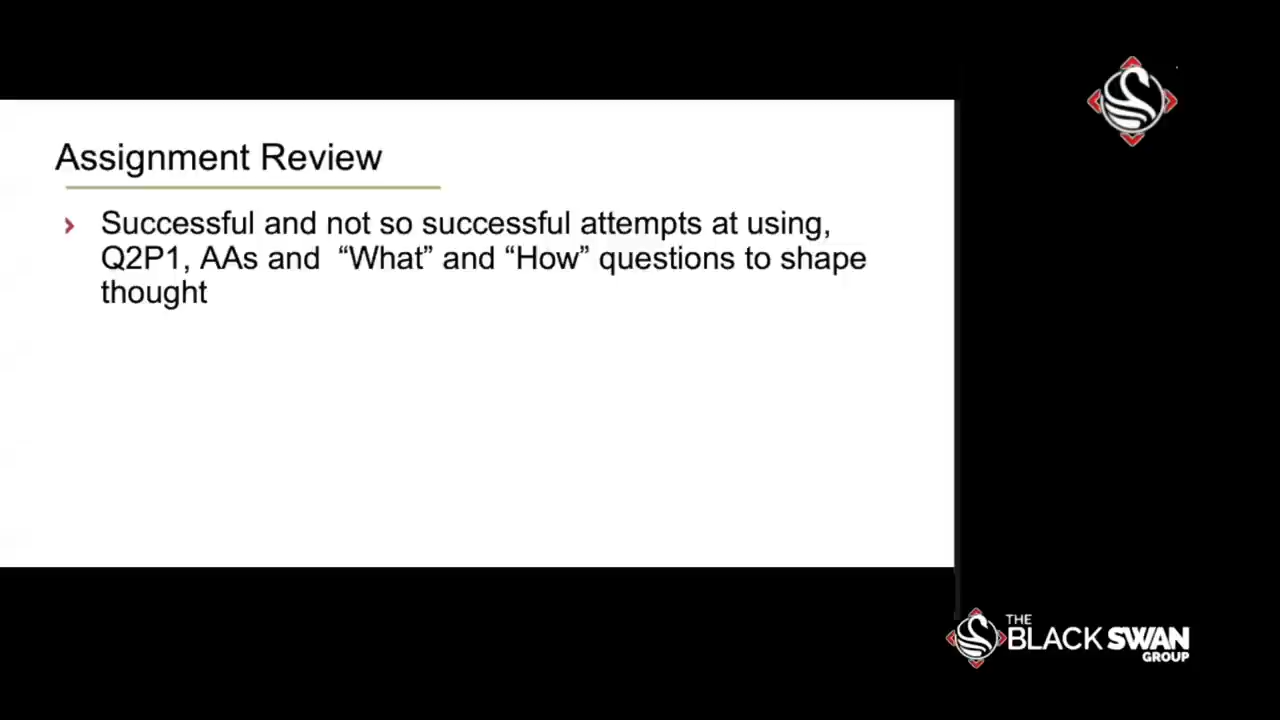 Assignment Review
Successful and not so successful attempts at using,
Q2P1, AAs and “What” and “How” questions to shape
thought
THE
BLACK SWAN
GROUP